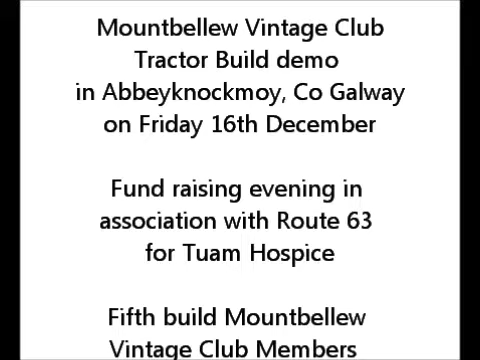 Mountbellew Vintage Club
Tractor Build demo
in Abbeyknockmoy, Co Galway
on Friday 16th December
Fund raising evening in
association with Route 63
for Tuam Hospice
Fifth build Mountbellew
Vintage Club Members